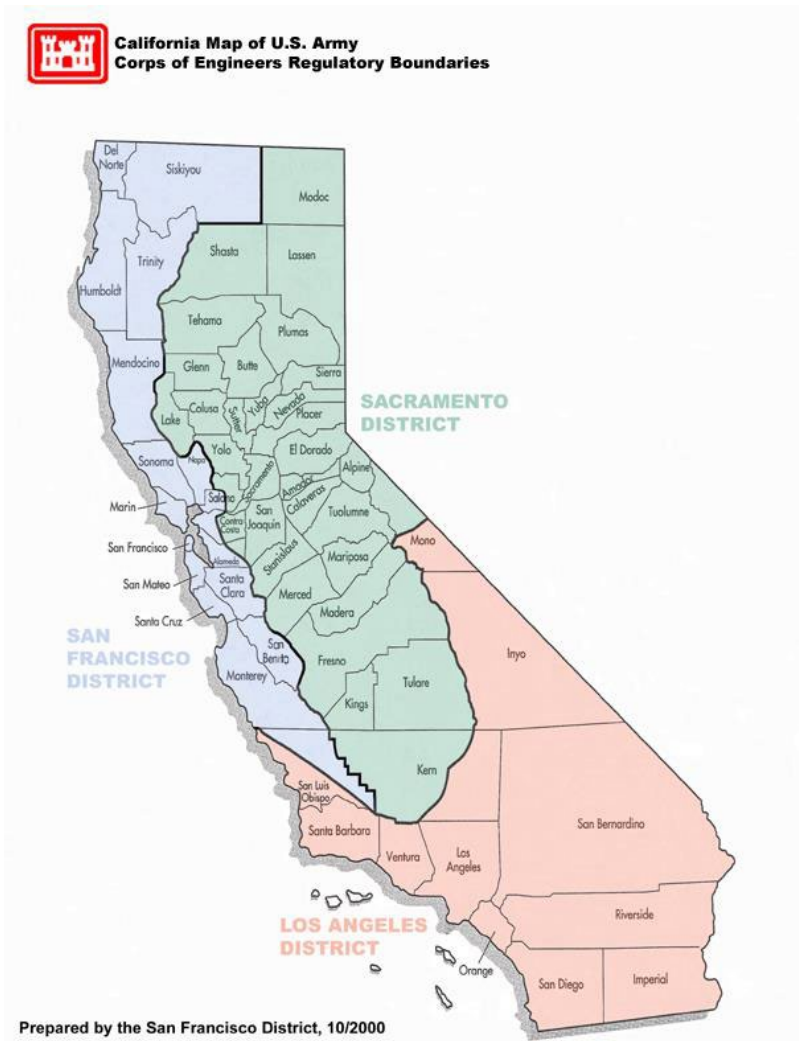 California Map of U.S. Army
Corps of Engineers Regulatory Boundaries
Del
Norte
Siskiyou
Modoc
Shasta
Lassen
Trinity
Humboldt
Tehama
Plumas
Mendocino
Glenn
Butte
Sierra
Colusa
Sutter
Yuba
Nevada
Placer
Lake
SACRAMENTO
DISTRICT
Yolo
El Dorado
Sonoma
Napa
Sacramento
Alpine
Amador
Calaveras
Solano
Marin
San
Joaquin
Tuolumne
Contra
Costa
Mono
San Francisco
Stanislaus
Mariposa
Alameda
San Mateo
Santa
Clara
Merced
Madera
Santa Cruz
SAN
FRANCISCO
DISTRICT
San
Benito
Monterey
Fresno
Inyo
Tulare
Kings
Kern
San Luis
Obispo
San Bernardino
Santa Barbara
Ventura
Los
Angeles
Riverside
LOS ANGELES
DISTRICT
Orange
San Diego
Imperial
Prepared by the San Francisco District, 10/2000